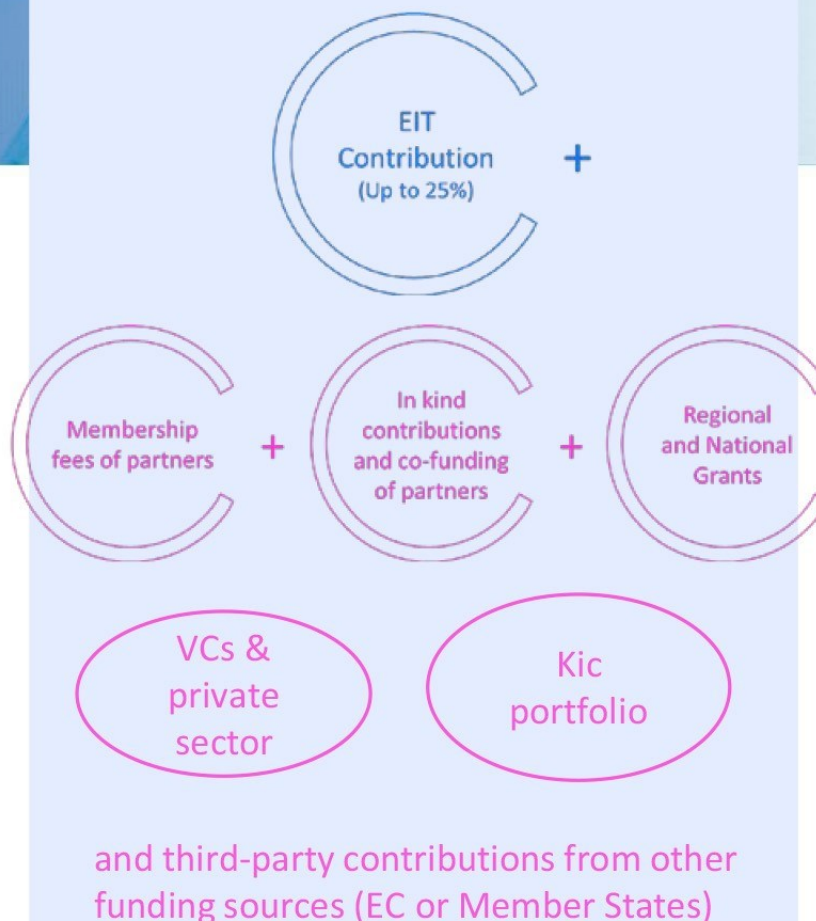 EIT
Contribution
(Up to 25%)
+
Membership
fees of partners
+
In kind
contributions
and co-funding
of partners
+
Regional
and National
Grants
VCs &
private
sector
Kic
portfolio
and third-party contributions from other
funding sources (EC or Member States)